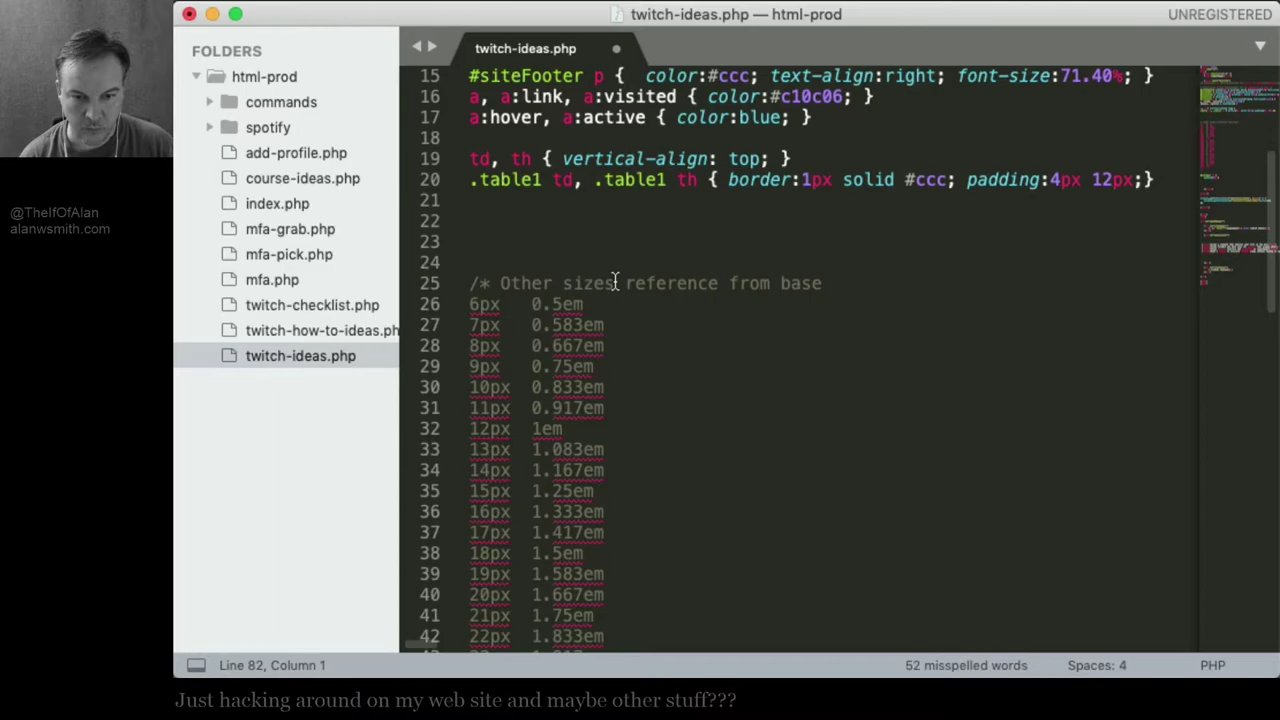 twitch-ideas.php — html-prod
UNREGISTERED
FOLDERS
html-prod
commands
spotify
add-profile.php
course-ideas.php
index.php
mfa-grab.php
mfa-pick.php
mfa.php
twitch-checklist.php
twitch-how-to-ideas.ph
twitch-ideas.php
@TheIfOfAlan
alanwsmith.com
twitch-ideas.php
15 #siteFooter p {  color:#ccc; text-align:right; font-size:71.40%; }
16 a, a:link, a:visited { color:#c10c06; }
17 a:hover, a:active { color:blue; }
18
19 td, th { vertical-align: top; }
20 .table1 td, .table1 th { border:1px solid #ccc; padding:4px 12px;}
21
22
23
24
25 /* Other sizes reference from base
26 6px   0.5em
27 7px   0.583em
28 8px   0.667em
29 9px   0.75em
30 10px  0.833em
31 11px  0.917em
32 12px  1em
33 13px  1.083em
34 14px  1.167em
35 15px  1.25em
36 16px  1.333em
37 17px  1.417em
38 18px  1.5em
39 19px  1.583em
40 20px  1.667em
41 21px  1.75em
42 22px  1.833em
Line 82, Column 1
52 misspelled words
Spaces: 4
PHP
Just hacking around on my web site and maybe other stuff???